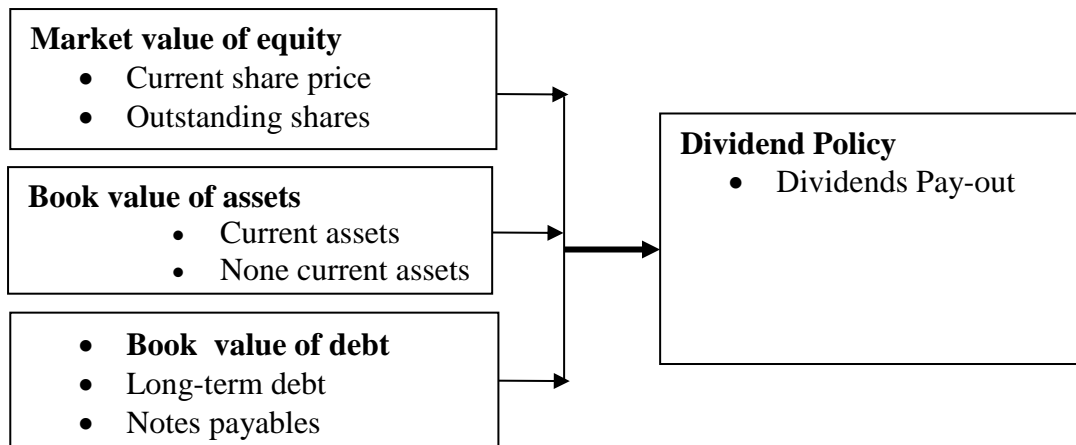 Market value of equity
• Current share price
• Outstanding shares
Book value of assets
• Current assets
• None current assets
• Book value of debt
• Long-term debt
• Notes payables
Dividend Policy
• Dividends Pay-out